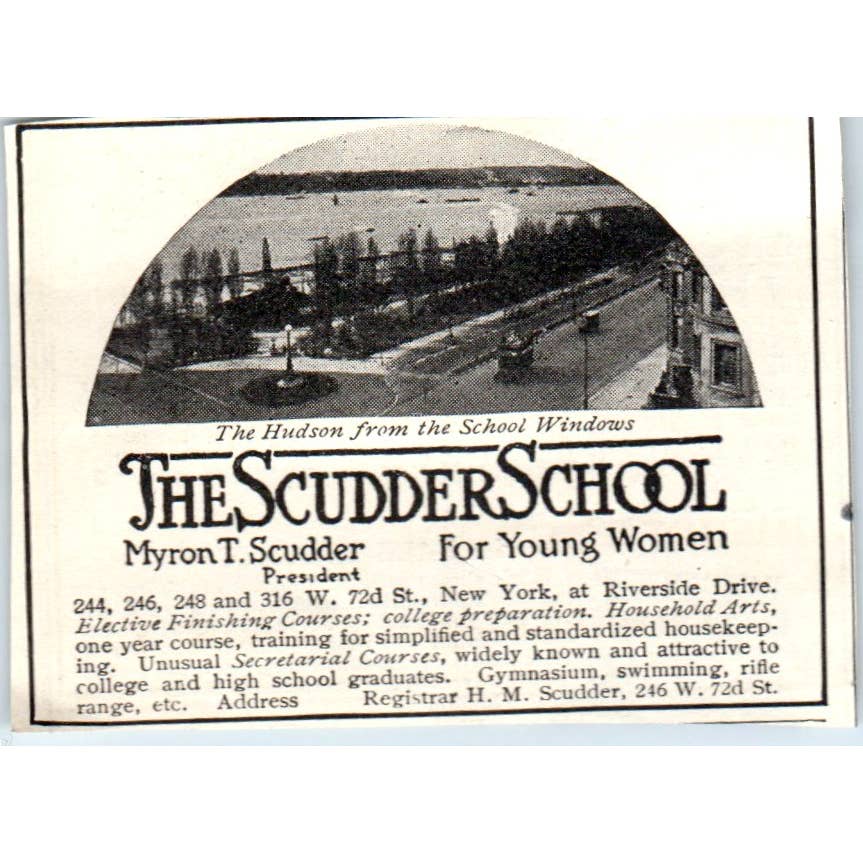 The Hudson from the School Windows
THE SCUDDER SCHOOL
Myron T. Scudder For Young Women
President
244, 246, 248 and 316 W. 72d St., New York, at Riverside Drive.
Elective Finishing Courses; college preparation. Household Arts,
one year course, training for simplified and standardized housekeep-
ing. Unusual Secretarial Courses, widely known and attractive to
college and high school graduates. Gymnasium, swimming, rifle
range, etc. Address Registrar H. M. Scudder, 246 W. 72d St.